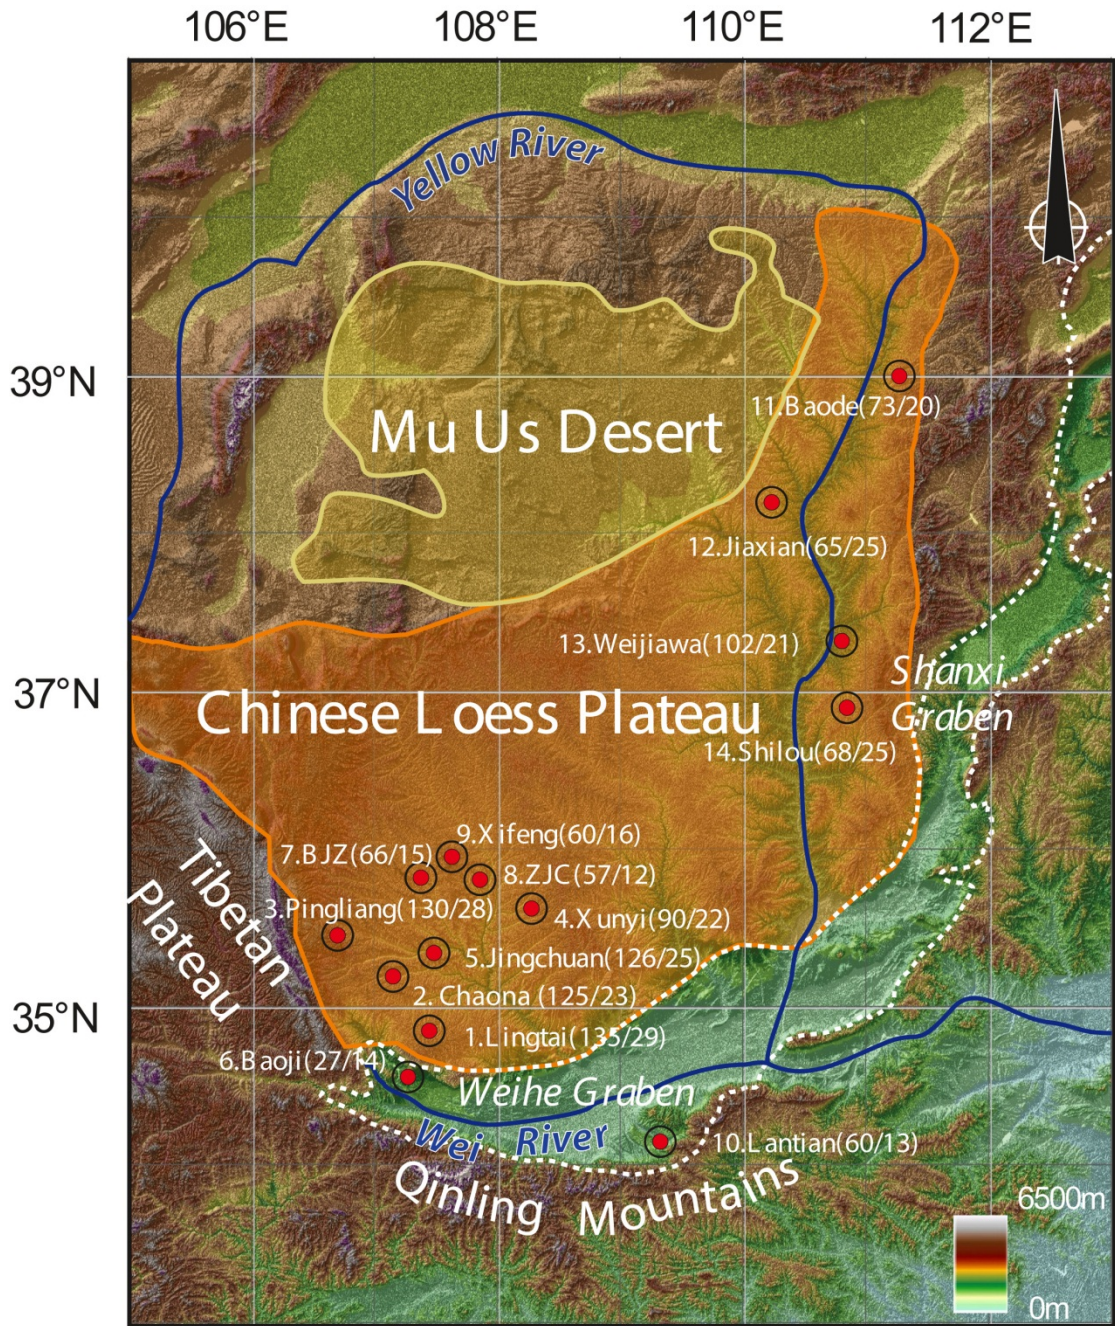 106°E 108°E 110°E 112°E
Yellow River
39°N
11.Baode(73/20)
Mu Us Desert
12.Jiaxian(65/25)
13.Weijiawa(102/21)
Shanxi
Graben
37°N
Chinese Loess Plateau
14.Shilou(68/25)
9.Xifeng(60/16)
7.BJZ(66/15)
8.ZJC(57/12)
Tibetan
Plateau
3.Pingliang(130/28)
4.Xunyi(90/22)
5.Jingchuan(126/25)
2. Chaona (125/23)
35°N
1.Lingtai(135/29)
6.Baoji(27/14)
Weihe Graben
Wei River
10.Lantian(60/13)
Qinling Mountains
6500m
0m